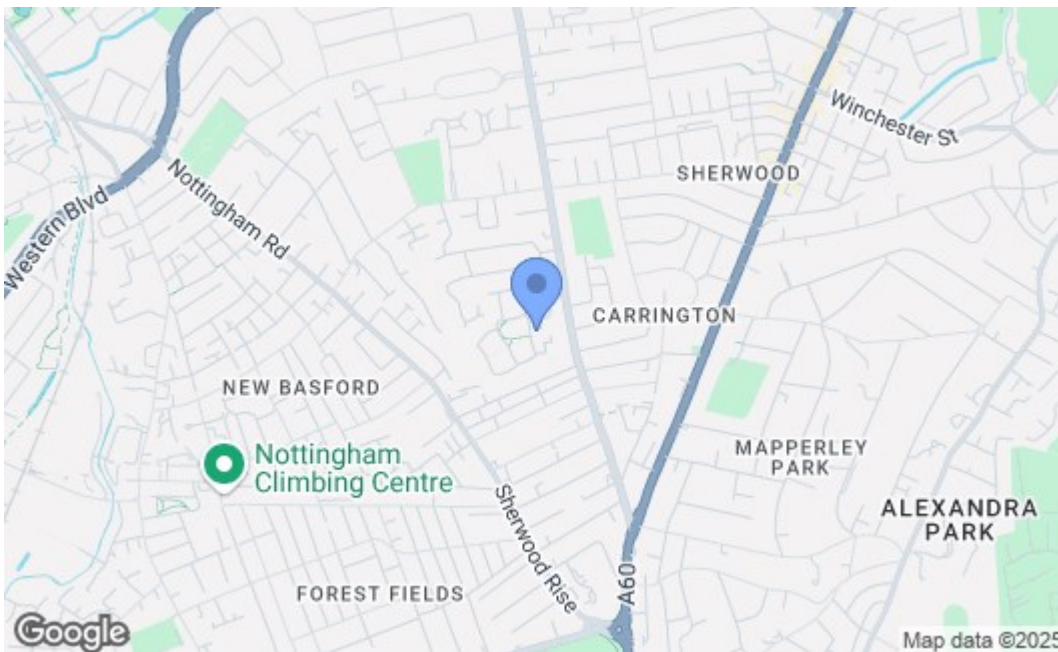 Winchester St
SHERWOOD
Nottingham Rd
Western Blvd
CARRINGTON
NEW BASFORD
Nottingham
Climbing Centre
MAPPERLEY
PARK
ALEXANDRA
PARK
Sherwood Rise
A60
FOREST FIELDS
Google
Map data ©2025